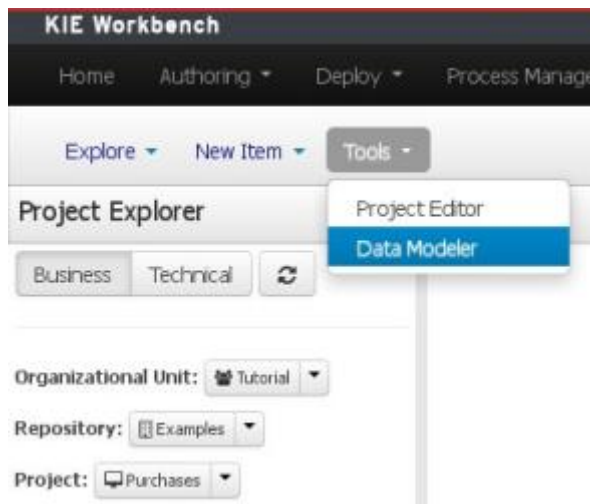 KIE Workbench
Home Authoring Deploy Process Manage
Explore New Item Tools
Project Explorer
Project Editor
Data Modeler
Business Technical
Organizational Unit: Tutorial
Repository: Examples
Project: Purchases